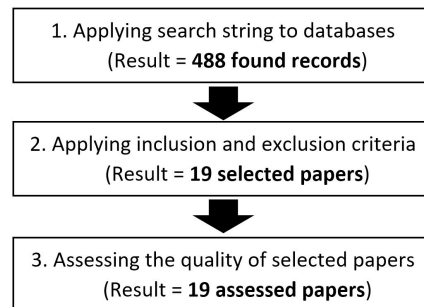 1. Applying search string to databases
(Result = 488 found records)
2. Applying inclusion and exclusion criteria
(Result = 19 selected papers)
3. Assessing the quality of selected papers
(Result = 19 assessed papers)